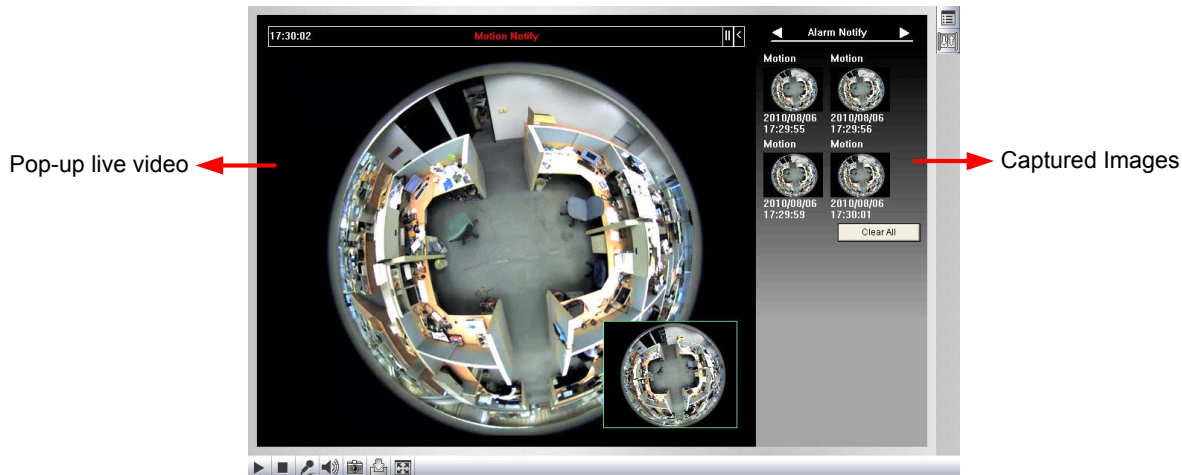 17:30:02 Motion Notify || <
Alarm Notify
Motion Motion
2010/08/06 2010/08/06
17:29:55 17:29:56
Motion Motion
2010/08/06 2010/08/06
17:29:59 17:30:01
Clear All
Pop-up live video
Captured Images